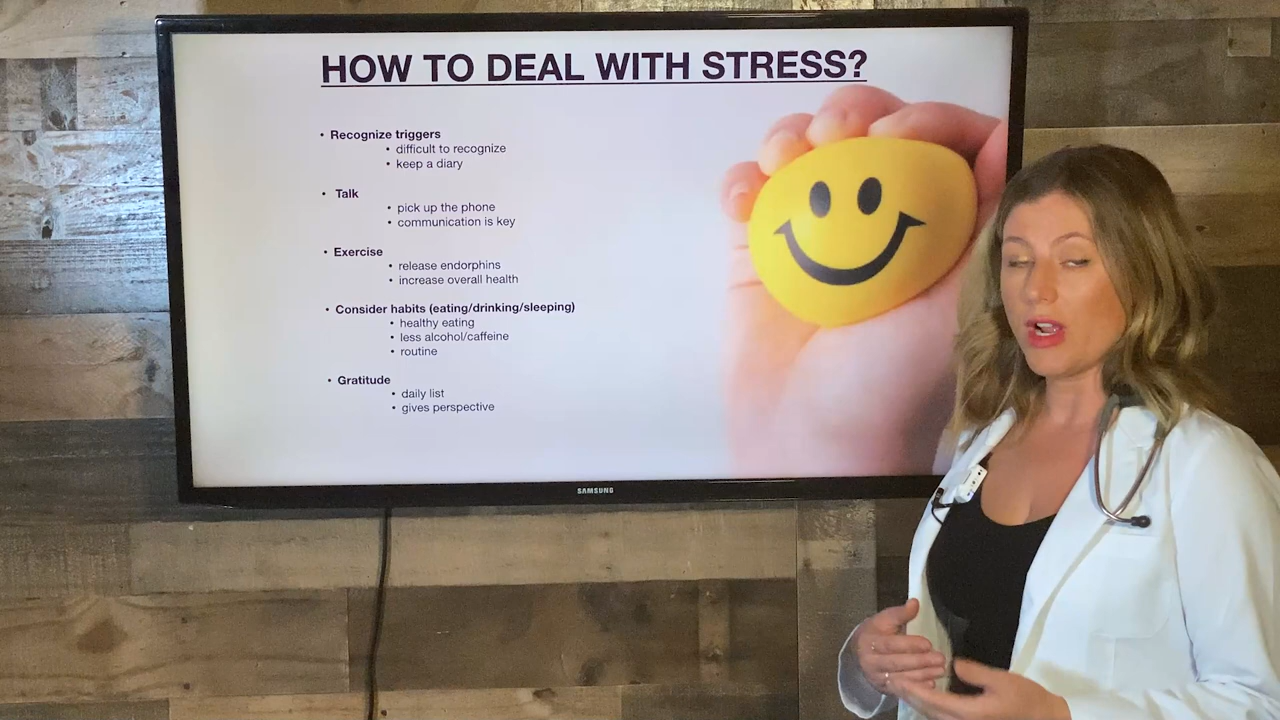 HOW TO DEAL WITH STRESS?
• Recognize triggers
• difficult to recognize
• keep a diary
• Talk
• pick up the phone
• communication is key
• Exercise
• release endorphins
• increase overall health
• Consider habits (eating/drinking/sleeping)
• healthy eating
• less alcohol/caffeine
• routine
• Gratitude
• daily list
• gives perspective
SAMSUNG